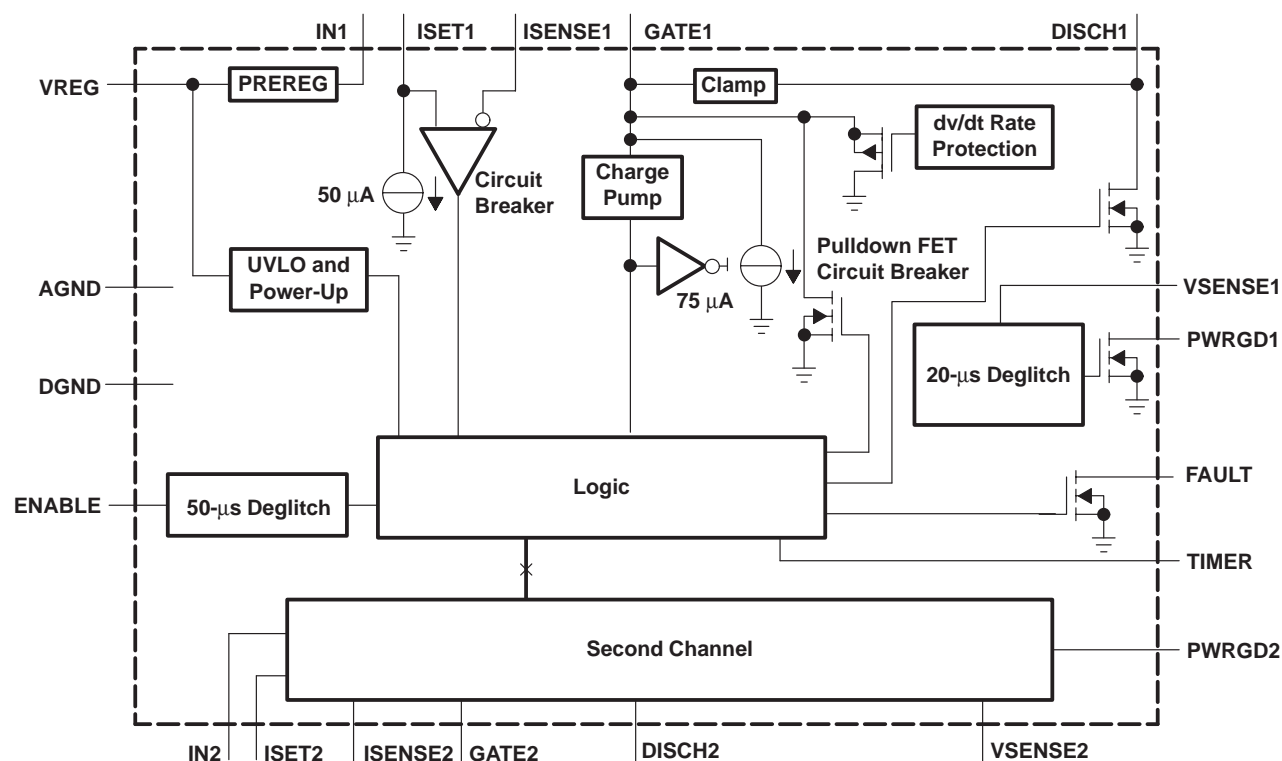 IN1
ISET1
ISENSE1
GATE1
DISCH1
VREG
PREREG
Clamp
dv/dt Rate
Protection
Circuit
Breaker
50 μA
Charge
Pump
UVLO and
Power-Up
75 μA
Pulldown FET
Circuit Breaker
AGND
VSENSE1
PWRGD1
20-μs Deglitch
DGND
ENABLE
50-μs Deglitch
Logic
FAULT
TIMER
Second Channel
PWRGD2
IN2
ISET2
ISENSE2
GATE2
DISCH2
VSENSE2